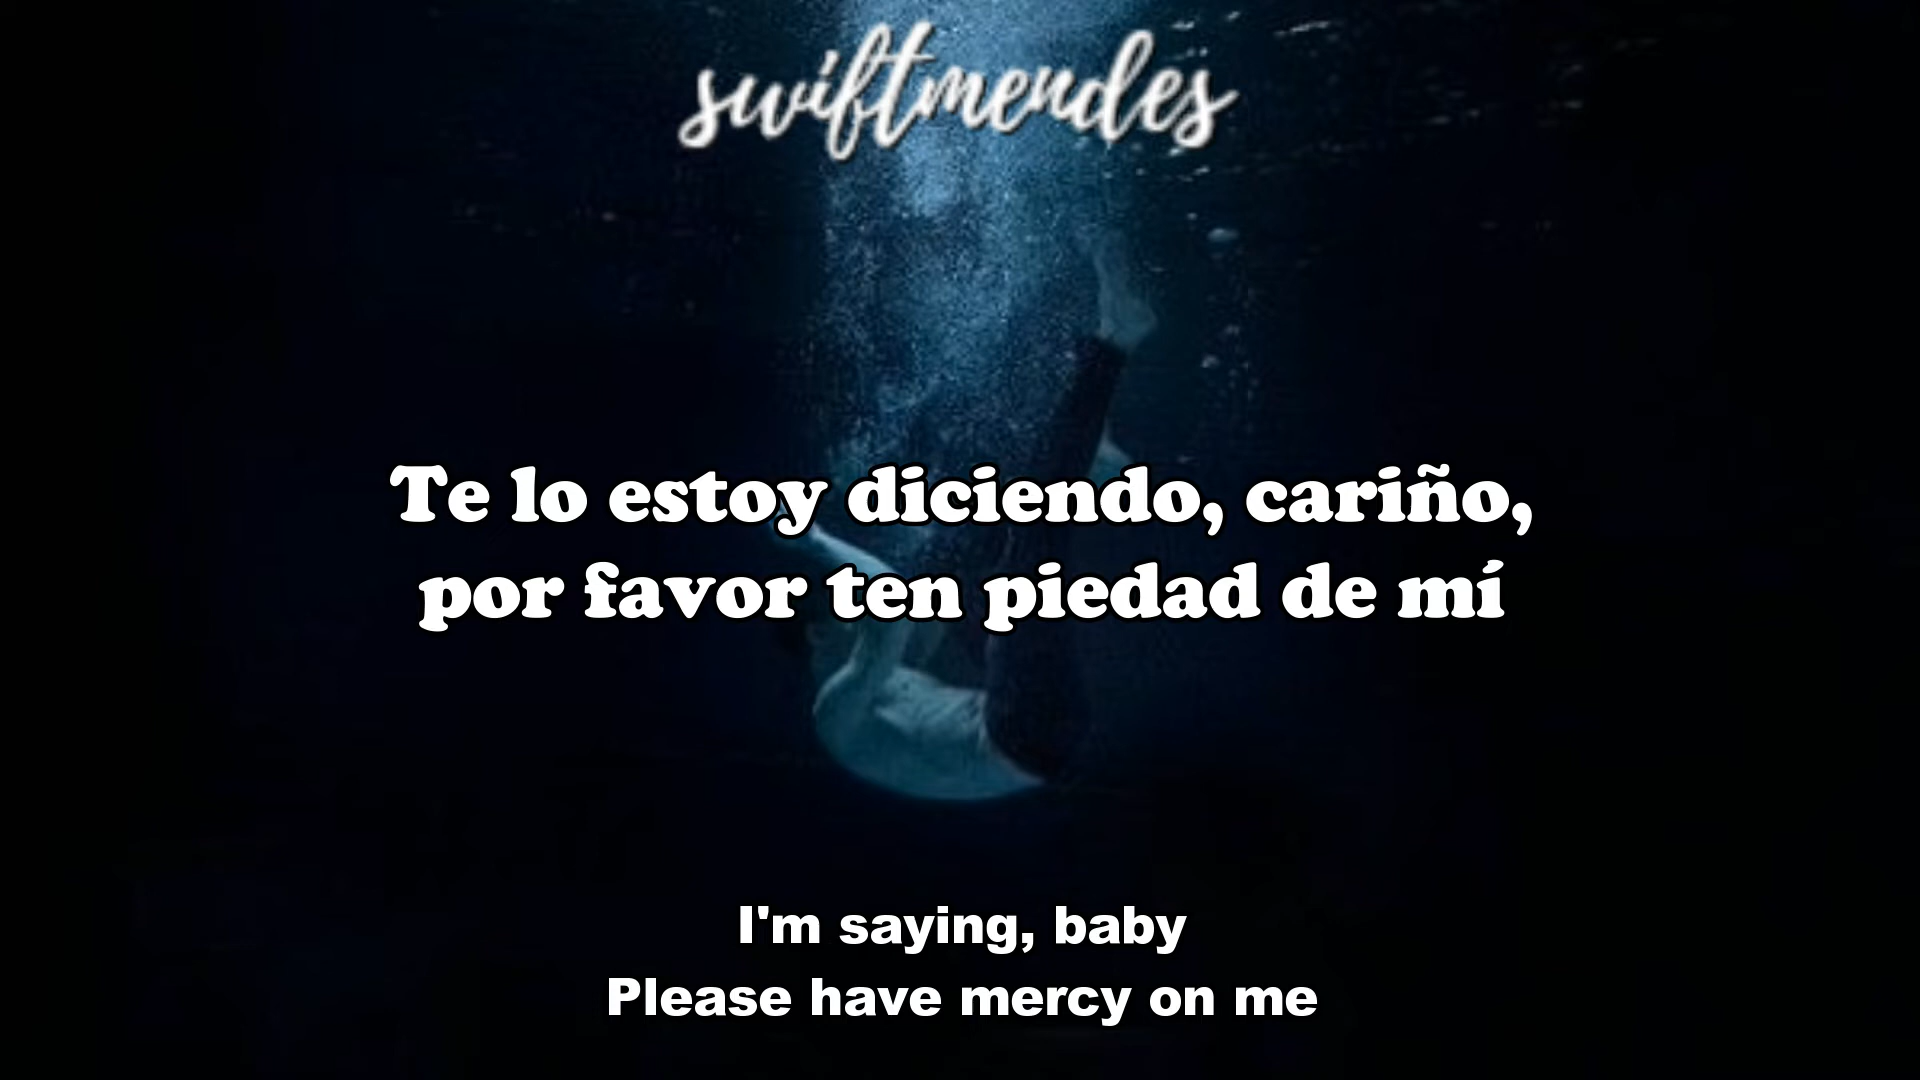 swiftmendes
Te lo estoy diciendo, cariño,
por favor ten piedad de mí
I'm saying, baby
Please have mercy on me